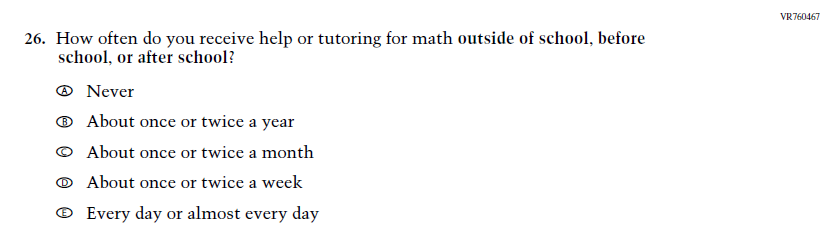 VR760467
26. How often do you receive help or tutoring for math outside of school, before
school, or after school?
A Never
B About once or twice a year
C About once or twice a month
D About once or twice a week
E Every day or almost every day